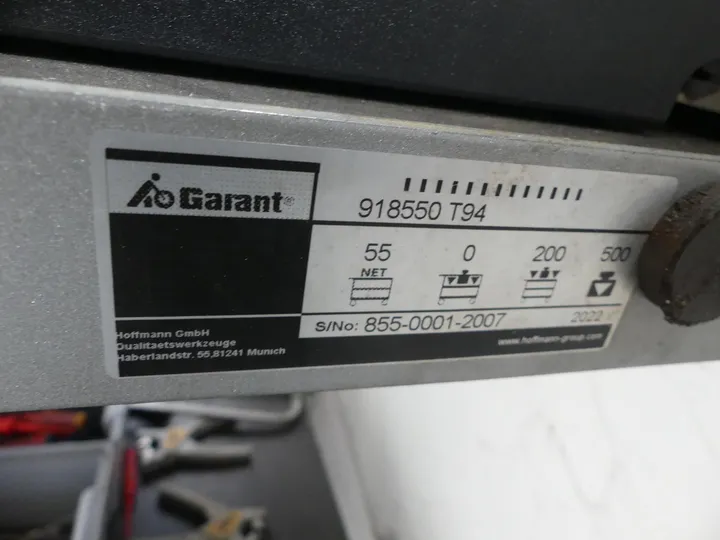 Garant®
918550 T94
55 0 200 500
NET
S/No: 855-0001-2007 2022
Hoffmann GmbH
Qualitaetswerkzeuge
Haberlandstr. 55,81241 Munich
www.hoffmann-group.com